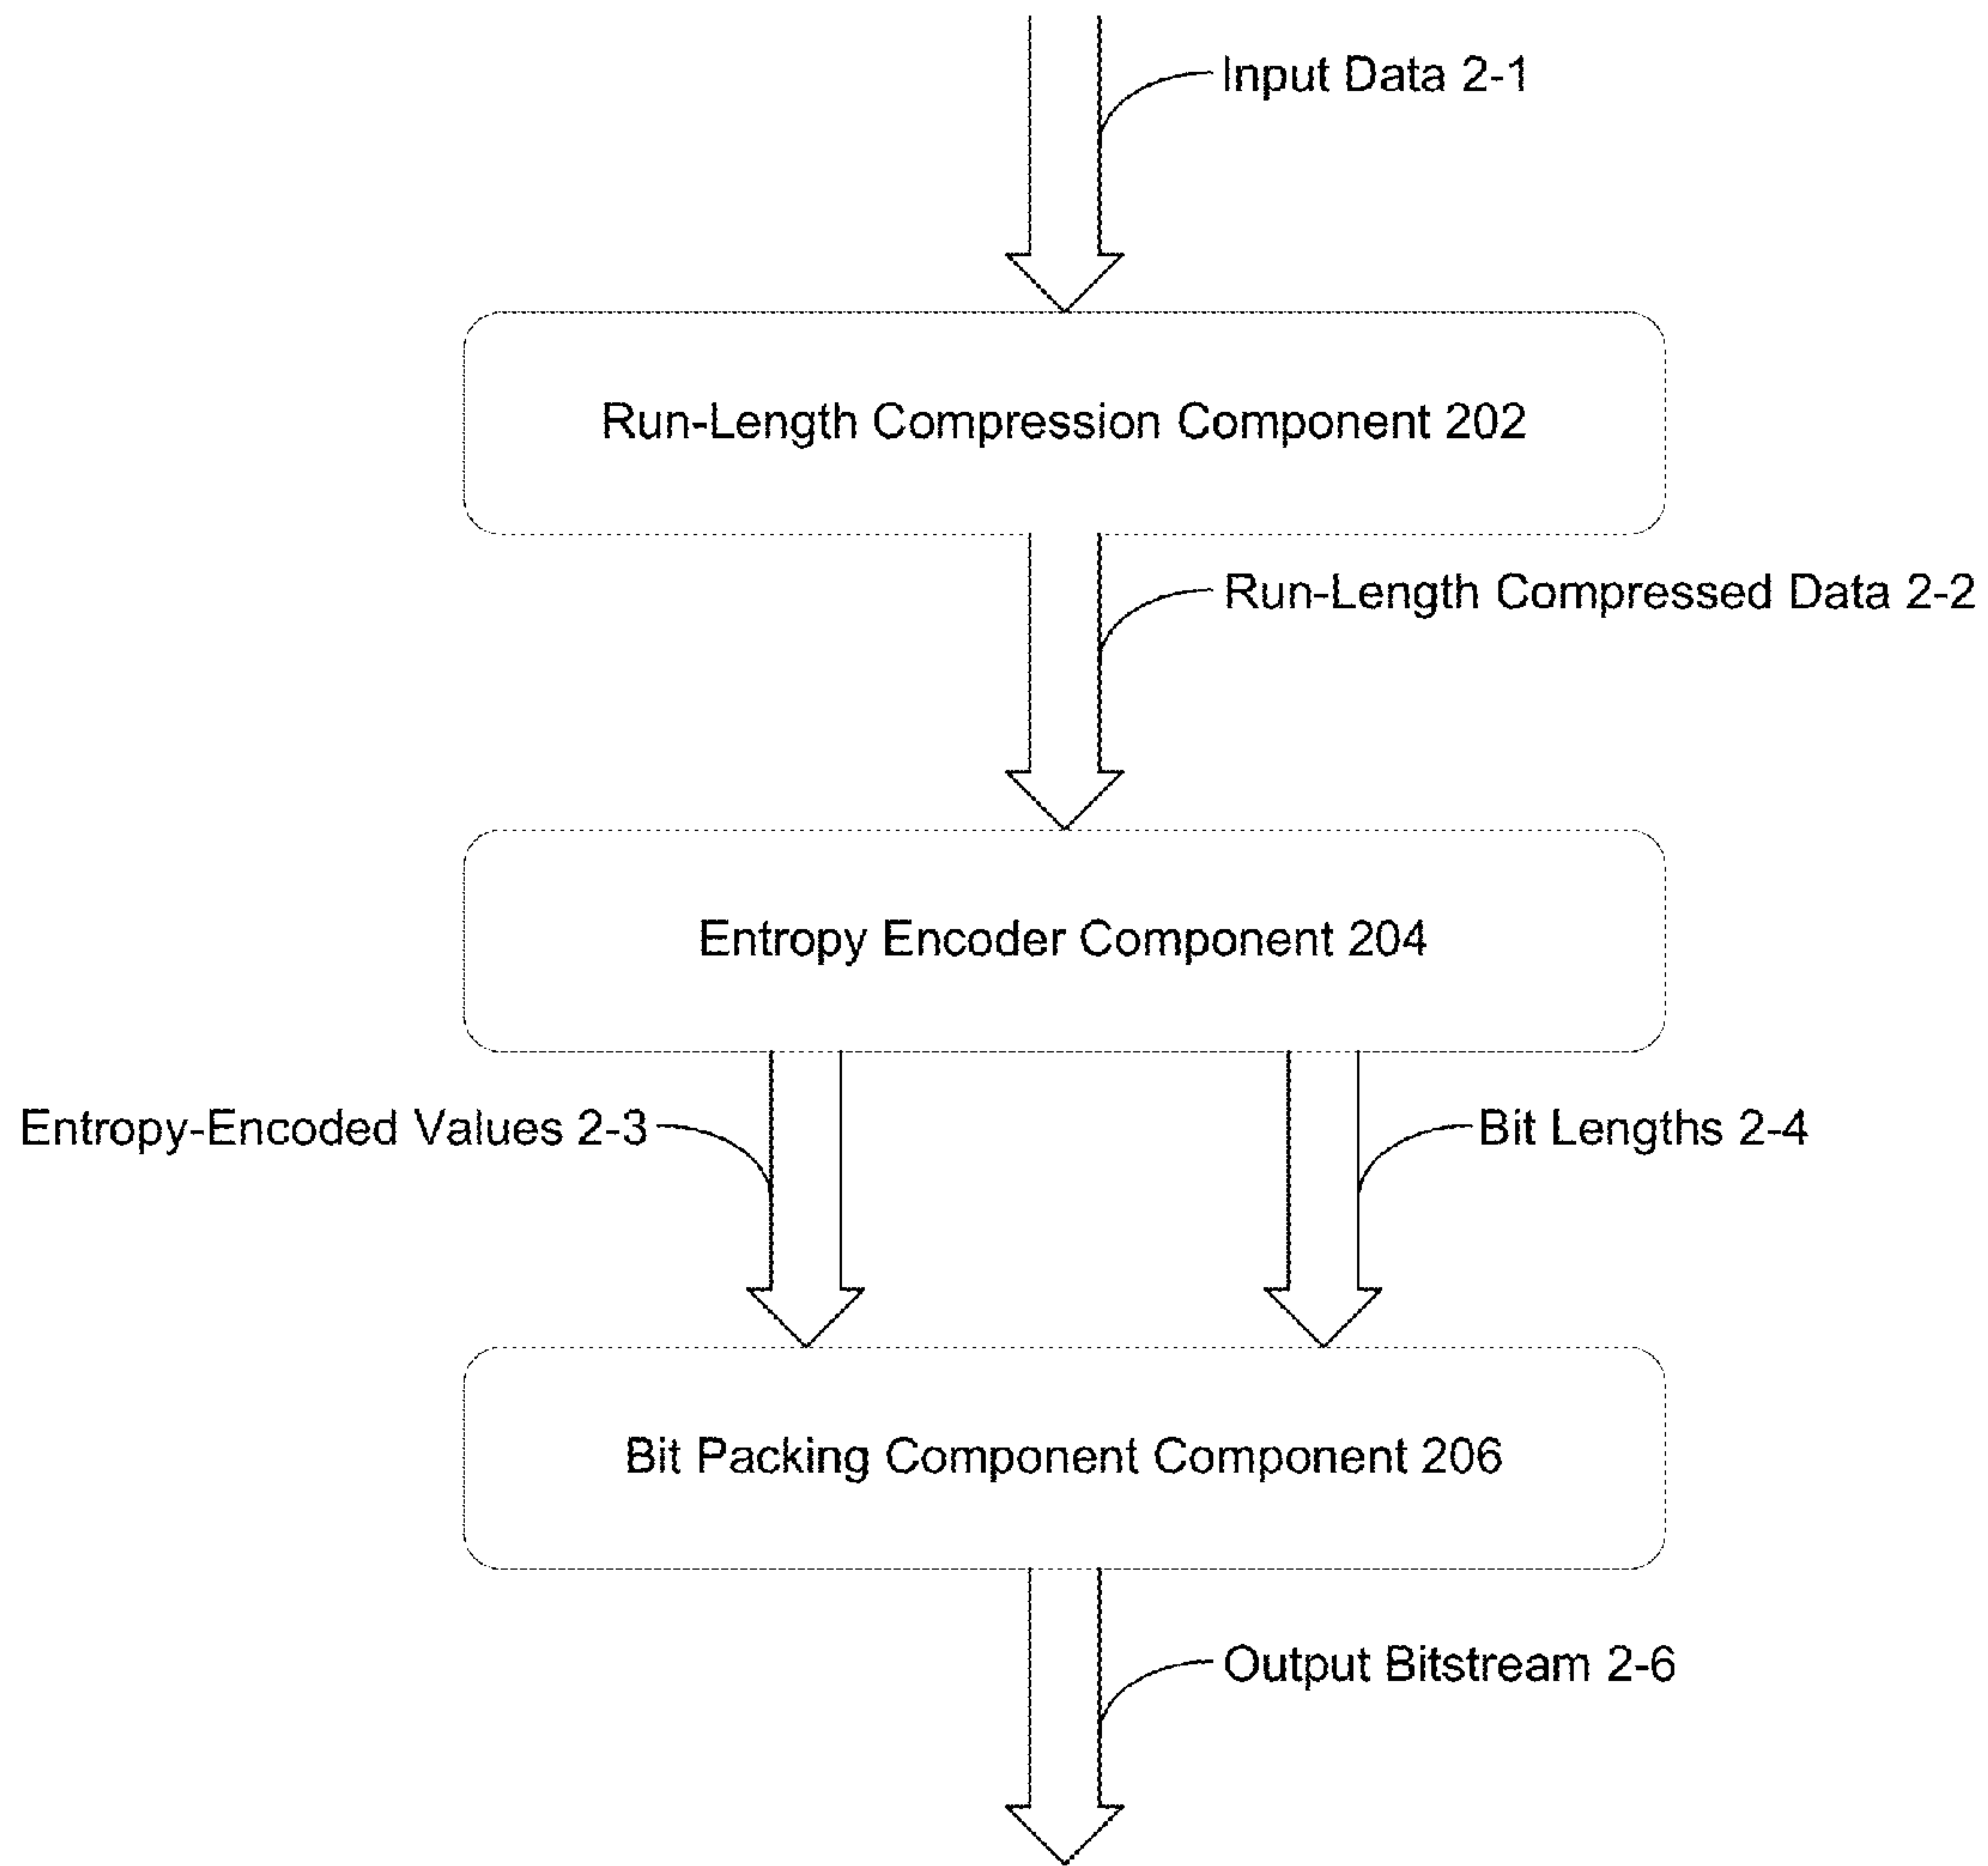 Input Data 2-1
Run-Length Compression Component 202
Run-Length Compressed Data 2-2
Entropy Encoder Component 204
Entropy-Encoded Values 2-3
Bit Lengths 2-4
Bit Packing Component Component 206
Output Bitstream 2-6